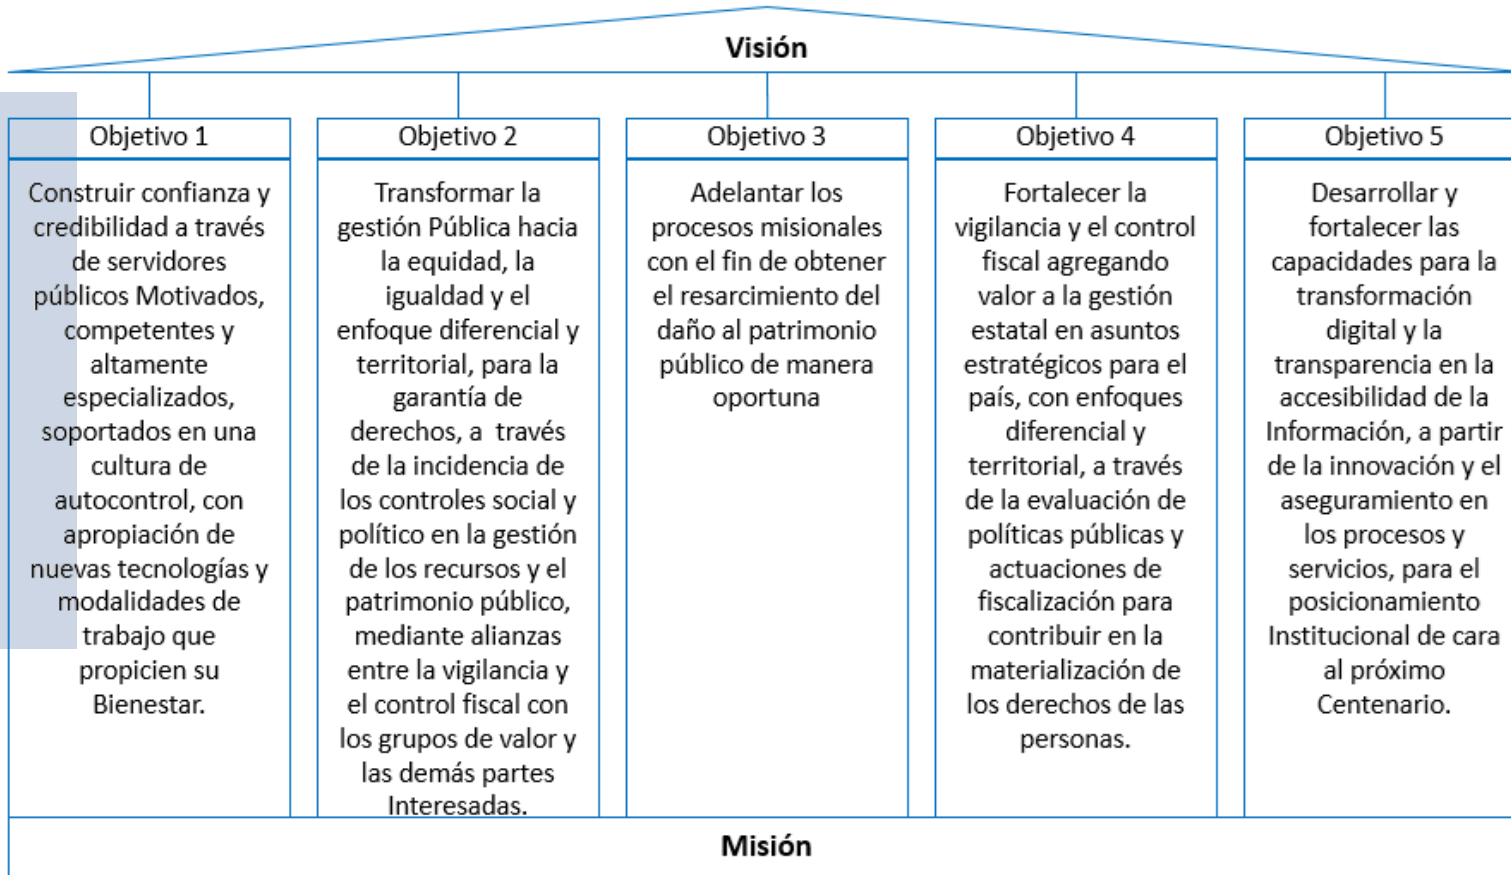 Visión
Objetivo 1
Construir confianza y
credibilidad a través
de servidores
públicos Motivados,
competentes y
altamente
especializados,
soportados en una
cultura de
autocontrol, con
apropiación de
nuevas tecnologías y
modalidades de
trabajo que
propicien su
Bienestar.
Objetivo 2
Transformar la
gestión Pública hacia
la equidad, la
igualdad y el
enfoque diferencial y
territorial, para la
garantía de
derechos, a  través
de la incidencia de
los controles social y
político en la gestión
de los recursos y el
patrimonio público,
mediante alianzas
entre la vigilancia y
el control fiscal con
los grupos de valor y
las demás partes
Interesadas.
Objetivo 3
Adelantar los
procesos misionales
con el fin de obtener
el resarcimiento del
daño al patrimonio
público de manera
oportuna
Objetivo 4
Fortalecer la
vigilancia y el control
fiscal agregando
valor a la gestión
estatal en asuntos
estratégicos para el
país, con enfoques
diferencial y
territorial, a través
de la evaluación de
políticas públicas y
actuaciones de
fiscalización para
contribuir en la
materialización de
los derechos de las
personas.
Objetivo 5
Desarrollar y
fortalecer las
capacidades para la
transformación
digital y la
transparencia en la
accesibilidad de la
Información, a partir
de la innovación y el
aseguramiento en
los procesos y
servicios, para el
posicionamiento
Institucional de cara
al próximo
Centenario.
Misión